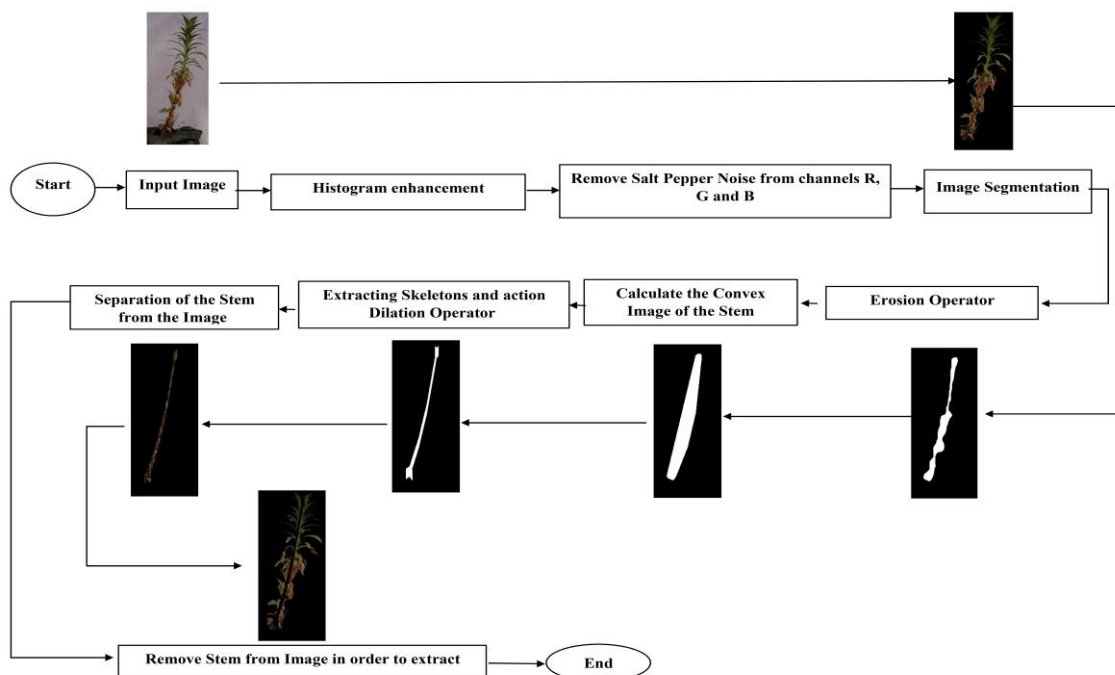 Start
Input Image
Histogram enhancement
Remove Salt Pepper Noise from channels R,
G and B
Image Segmentation
Separation of the Stem
from the Image
Extracting Skeletons and action
Dilation Operator
Calculate the Convex
Image of the Stem
Erosion Operator
Remove Stem from Image in order to extract
End